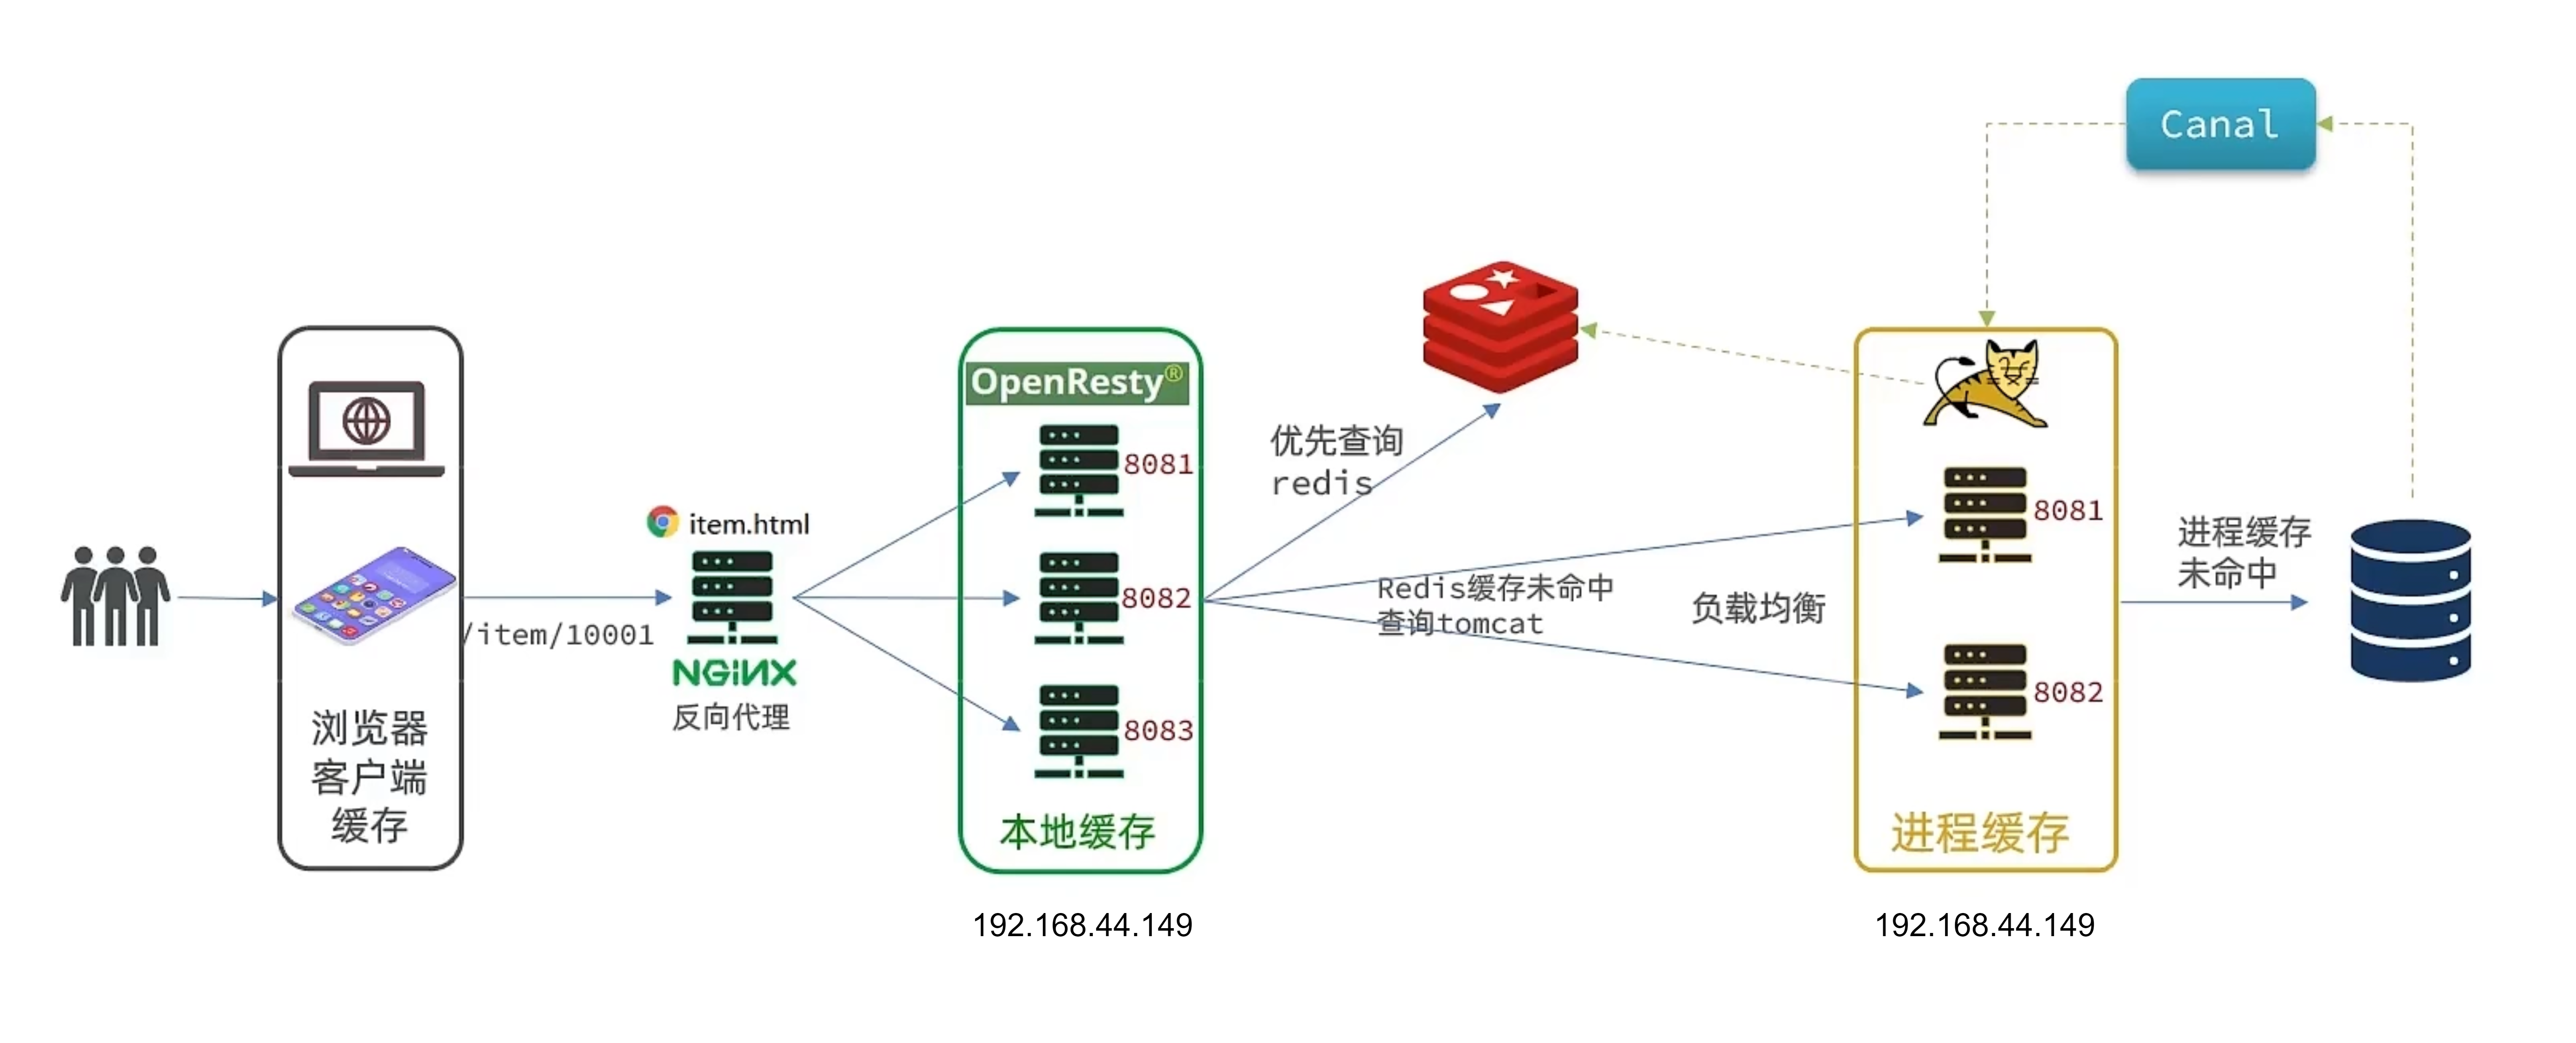 Canal
浏览器
客户端
缓存
/item/10001
item.html
NGINX
反向代理
OpenResty®
8081
8082
8083
本地缓存
192.168.44.149
优先查询
redis
Redis缓存未命中
查询tomcat
负载均衡
8081
8082
进程缓存
192.168.44.149
进程缓存
未命中